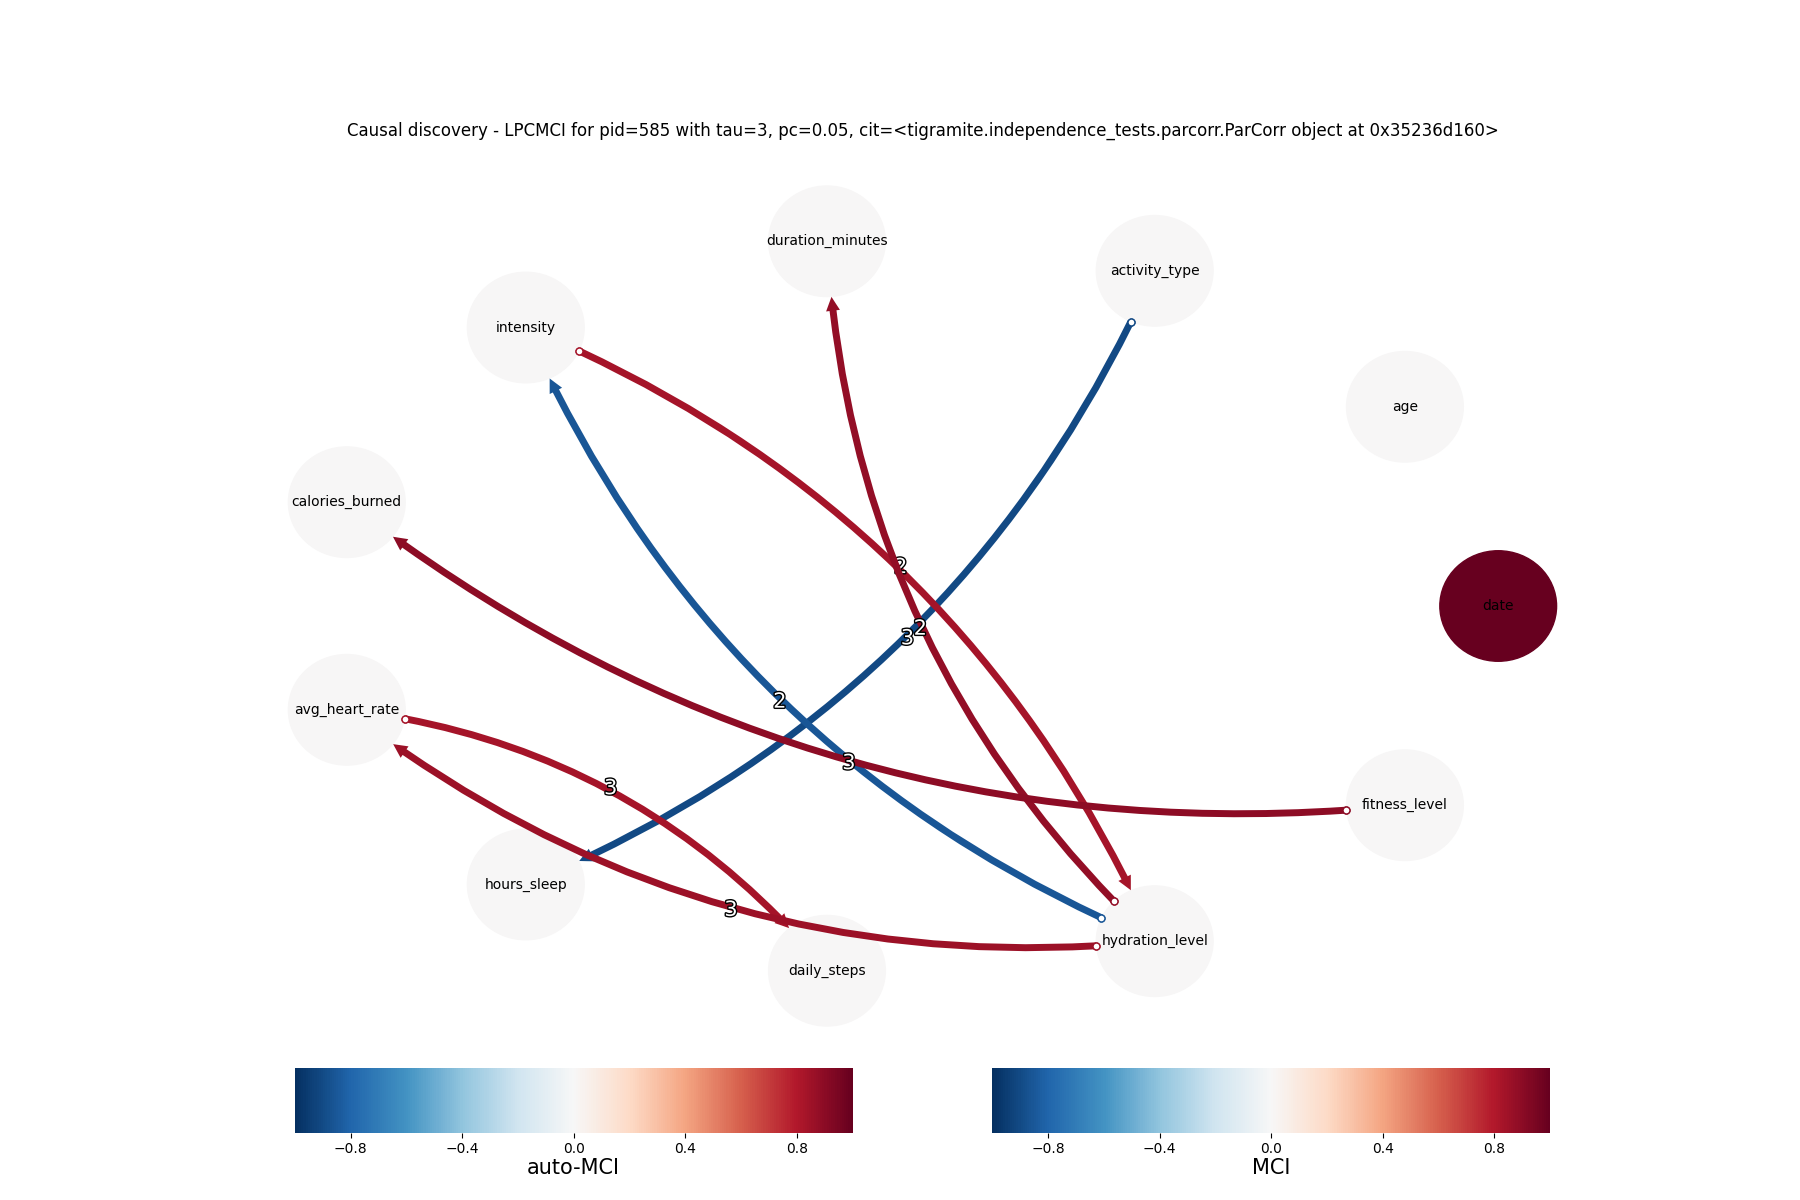 Causal discovery - LPCMCI for pid=585 with tau=3, pc=0.05, cit=<tigramite.independence_tests.parcorr.ParCorr object at 0x35236d160>
duration_minutes
activity_type
intensity
age
calories_burned
2
date
2
3
2
avg_heart_rate
3
3
fitness_level
hours_sleep
3
hydration_level
daily_steps
−0.8 −0.4 0.0 0.4 0.8
auto-MCI
−0.8 −0.4 0.0 0.4 0.8
MCI